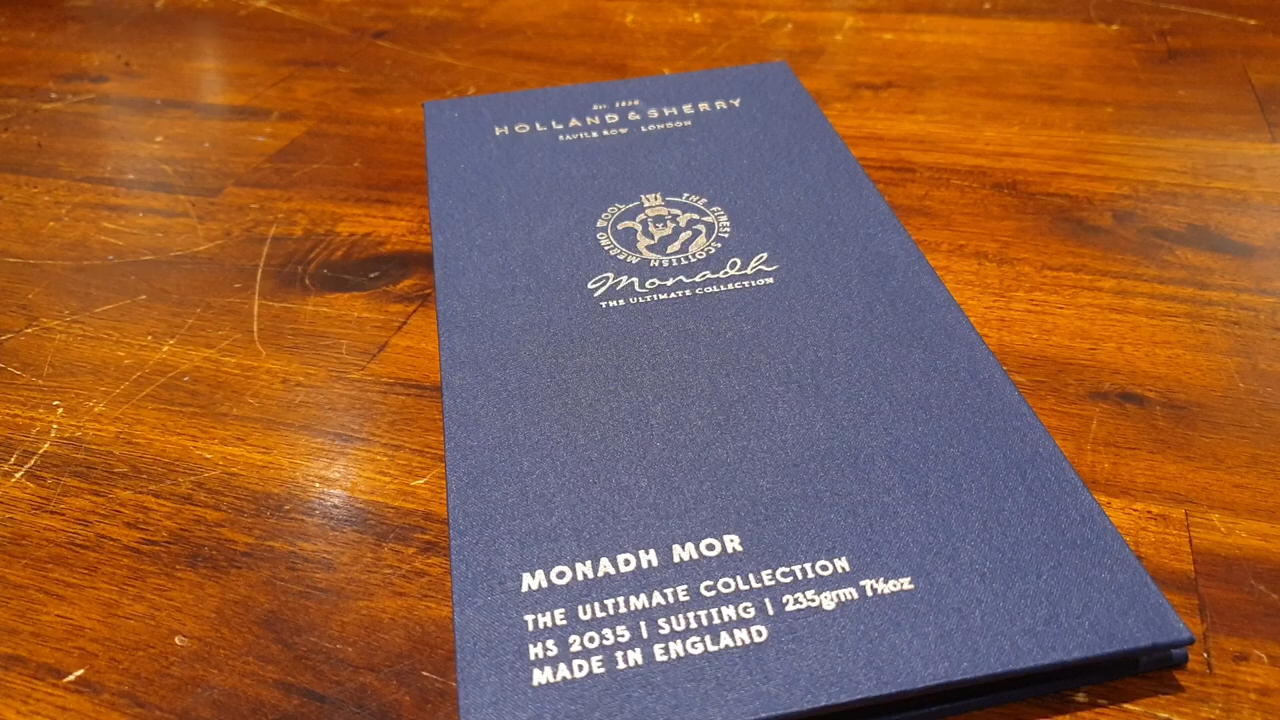 Est. 1836
HOLLAND & SHERRY
SAVILE ROW · LONDON
THE FINEST SCOTTISH MERINO WOOL
Monadh
THE ULTIMATE COLLECTION
MONADH MOR
THE ULTIMATE COLLECTION
HS 2035 | SUITING | 235grm 7½oz
MADE IN ENGLAND